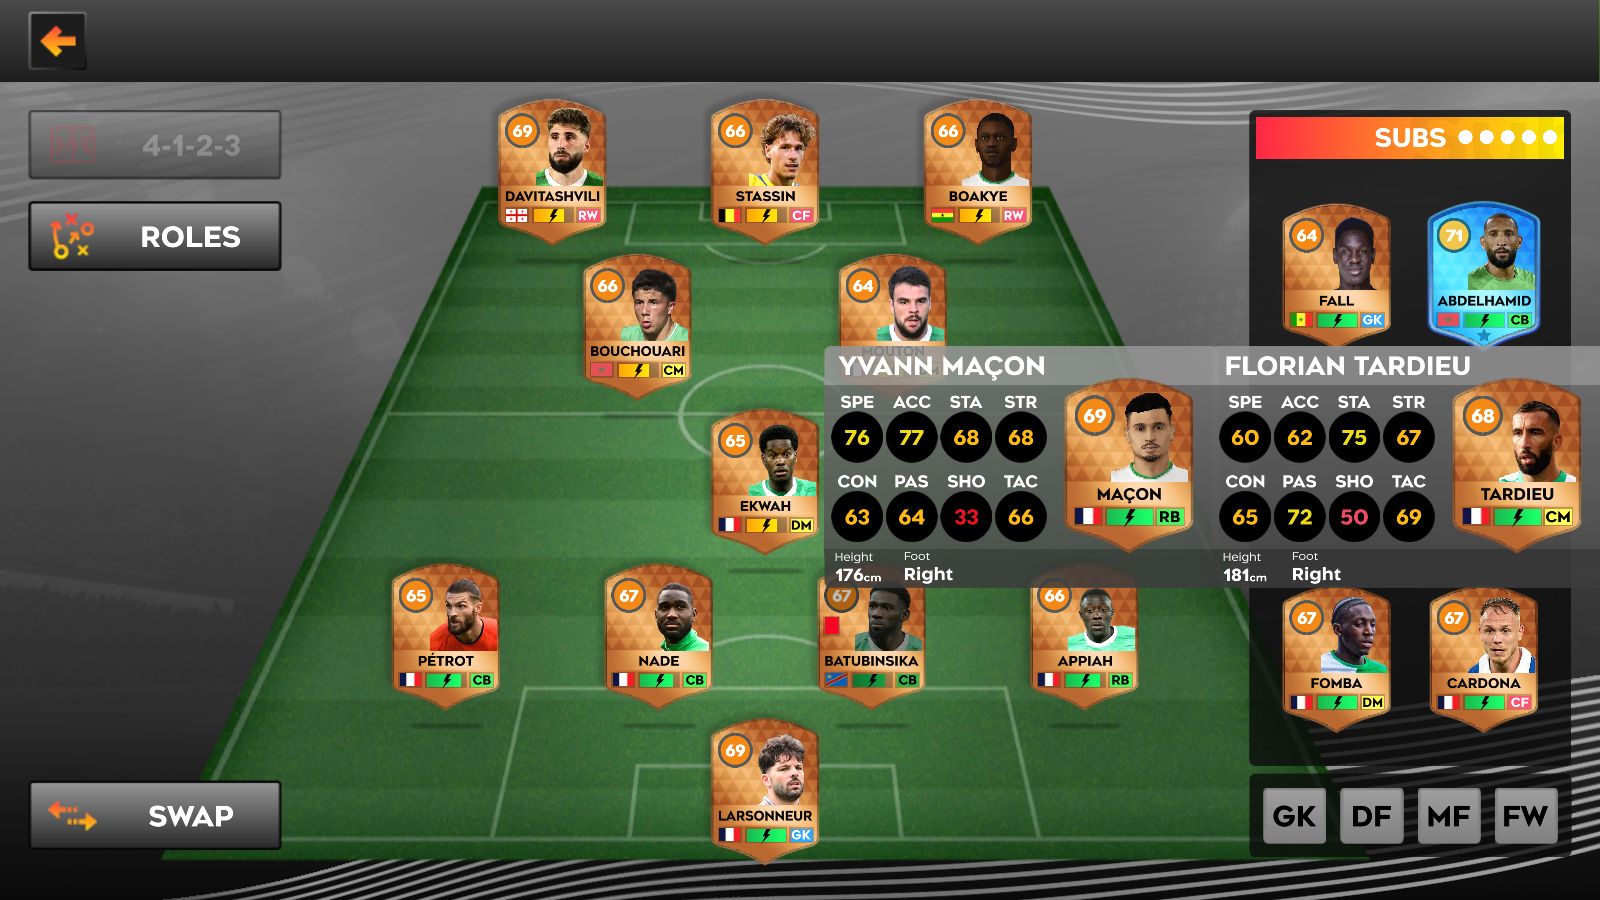 4-1-2-3
ROLES
69
DAVITASHVILI
RW
66
STASSIN
CF
66
BOAKYE
RW
SUBS
64
FALL
GK
71
ABDELHAMID
CB
66
BOUCHOUARI
CM
64
MOUTON
YVANN MAÇON
SPE ACC STA STR
76 77 68 68
CON PAS SHO TAC
63 64 33 66
Height Foot
176cm Right
69
MAÇON
RB
FLORIAN TARDIEU
SPE ACC STA STR
60 62 75 67
CON PAS SHO TAC
65 72 50 69
Height Foot
181cm Right
68
TARDIEU
CM
65
EKWAH
DM
65
PÉTROT
CB
67
NADE
CB
67
BATUBINSIKA
CB
66
APPIAH
RB
67
FOMBA
DM
67
CARDONA
CF
69
LARSONNEUR
GK
SWAP
GK DF MF FW